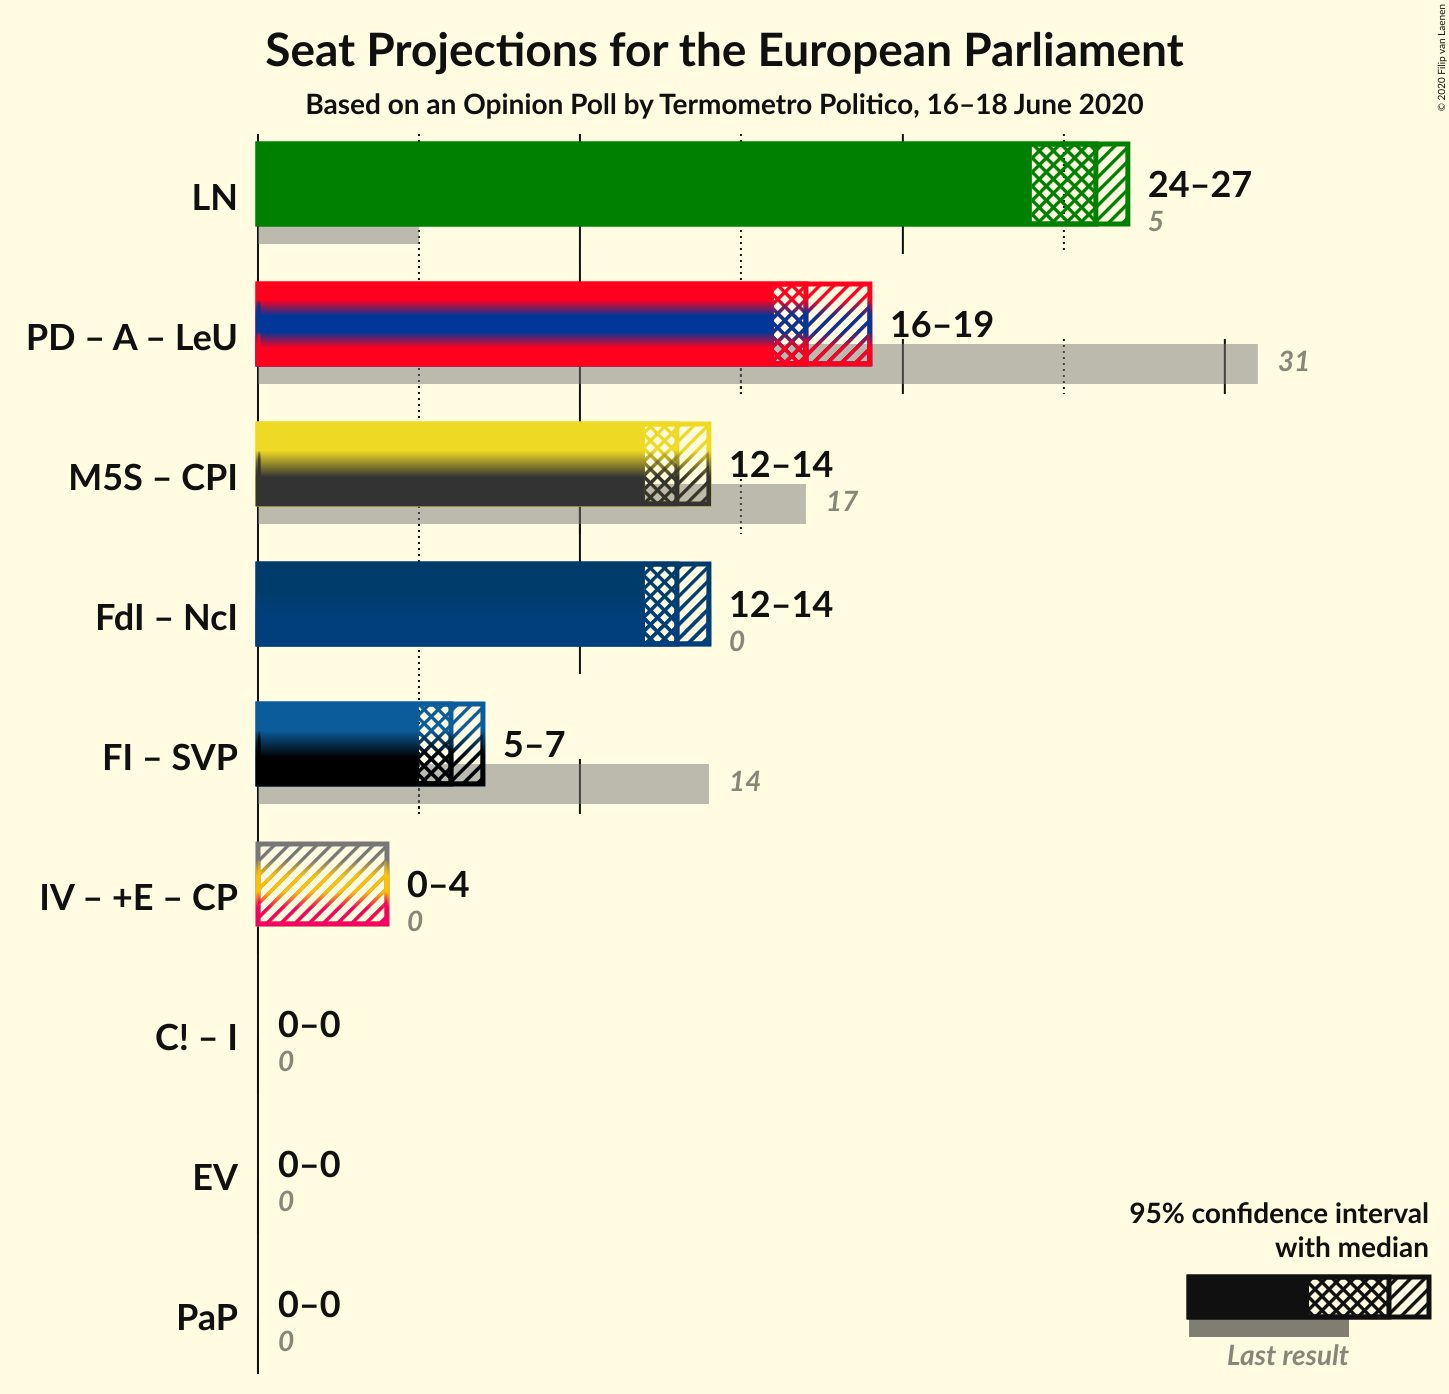 Seat Projections for the European Parliament
Based on an Opinion Poll by Termometro Politico, 16–18 June 2020
© 2020 Filip van Laenen
LN
24–27
5
PD – A – LeU
16–19
31
M5S – CPI
12–14
17
FdI – NcI
12–14
0
FI – SVP
5–7
14
IV – +E – CP
0–4
0
C! – I
0–0
0
EV
0–0
0
PaP
0–0
0
95% confidence interval
with median
Last result